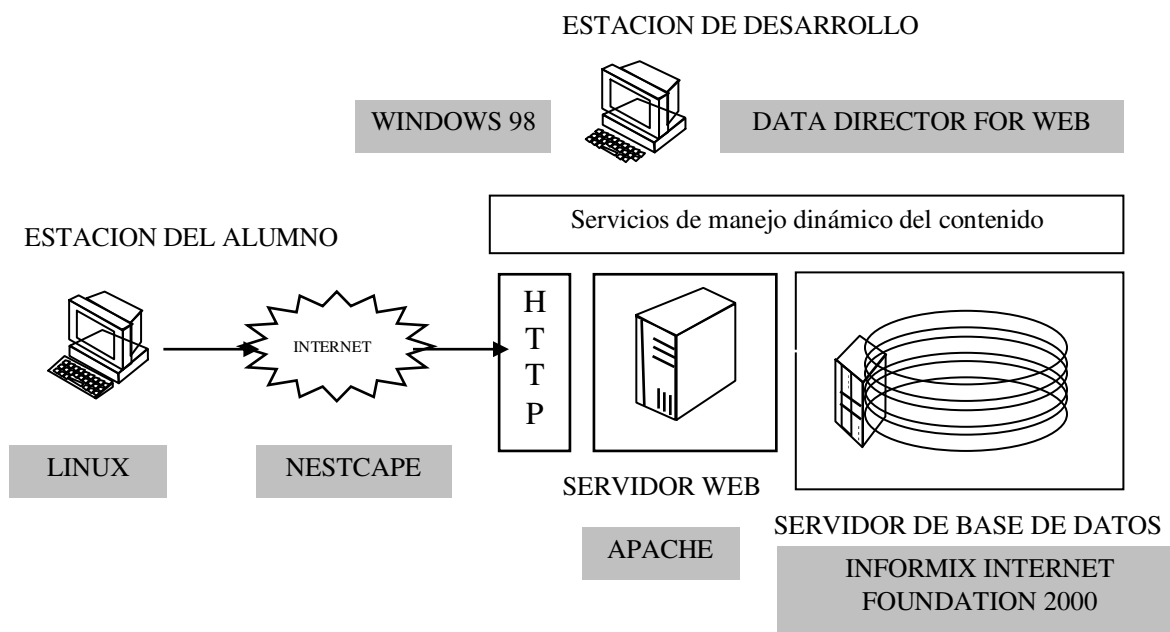 ESTACION DE DESARROLLO
WINDOWS 98
DATA DIRECTOR FOR WEB
Servicios de manejo dinámico del contenido
ESTACION DEL ALUMNO
INTERNET
H
T
T
P
LINUX
NESTCAPE
SERVIDOR WEB
APACHE
SERVIDOR DE BASE DE DATOS
INFORMIX INTERNET
FOUNDATION 2000